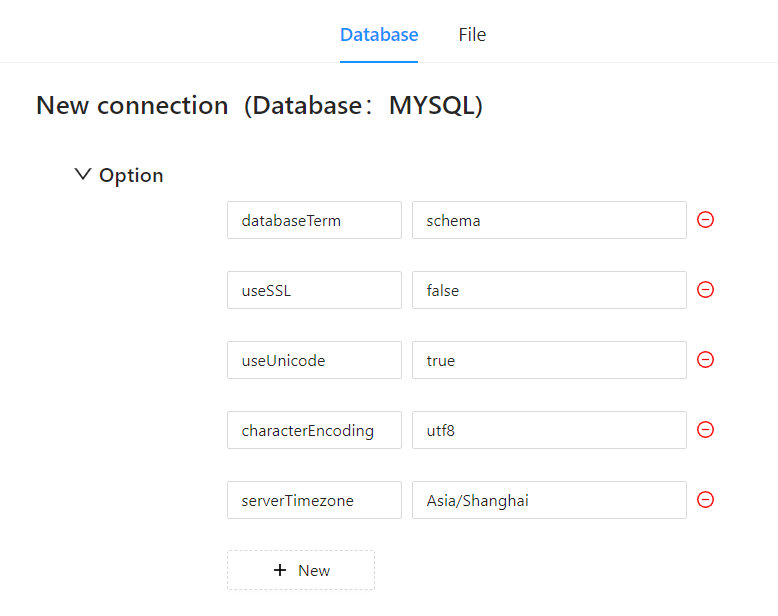 Database File
New connection (Database： MYSQL)
Option
databaseTerm schema
useSSL false
useUnicode true
characterEncoding utf8
serverTimezone Asia/Shanghai
+ New